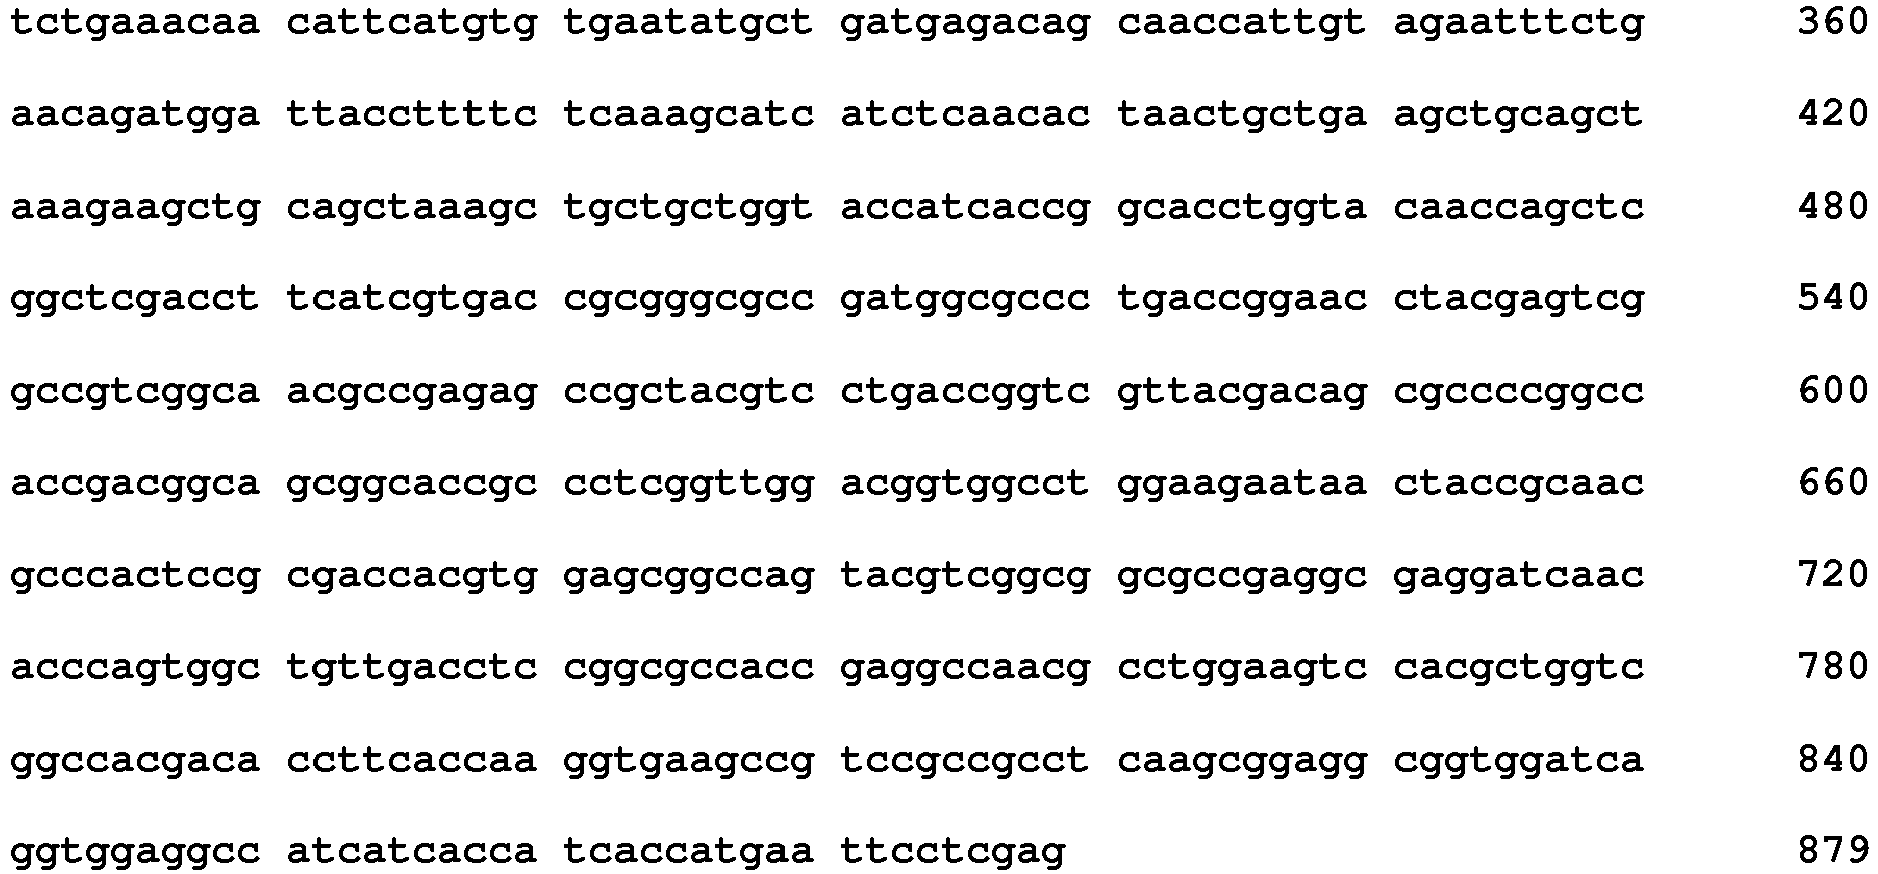 tctgaaacaa cattcatgtg tgaatatgct gatgagacag caaccattgt agaatttctg 360
aacagatgga ttaccttttc tcaaagcatc atctcaacac taactgctga agctgcagct 420
aaagaagctg cagctaaagc tgctgctggt accatcaccg gcacctggta caaccagctc 480
ggctcgacct tcatcgtgac cgcgggcgcc gatggcgccc tgaccggaac ctacgagtcg 540
gccgtcggca acgccgagag ccgctacgtc ctgaccggtc gttacgacag cgccccggcc 600
accgacggca gcggcaccgc cctcggttgg acggtggcct ggaagaataa ctaccgcaac 660
gcccactccg cgaccacgtg gagcggccag tacgtcggcg gcgccgaggc gaggatcaac 720
acccagtggc tgttgacctc cggcgccacc gaggccaacg cctggaagtc cacgctggtc 780
ggccacgaca ccttcaccaa ggtgaagccg tccgccgcct caagcggagg cggtggatca 840
ggtggaggcc atcatcacca tcaccatgaa ttcctcgag 879